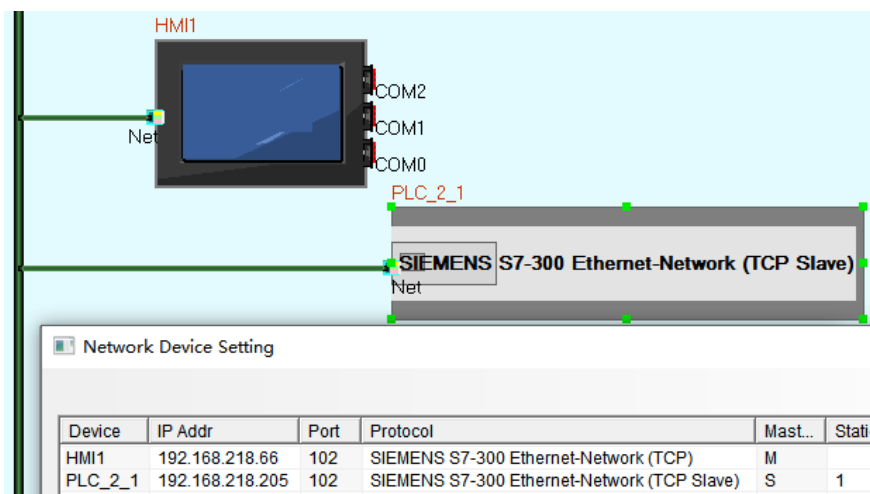 HMI1
COM2
COM1
Net
COM0
PLC_2_1
SIEMENS S7-300 Ethernet-Network (TCP Slave)
Net
Network Device Setting
Device IP Addr Port Protocol Mast... Stati
HMI1 192.168.218.66 102 SIEMENS S7-300 Ethernet-Network (TCP) M
PLC_2_1 192.168.218.205 102 SIEMENS S7-300 Ethernet-Network (TCP Slave) S 1